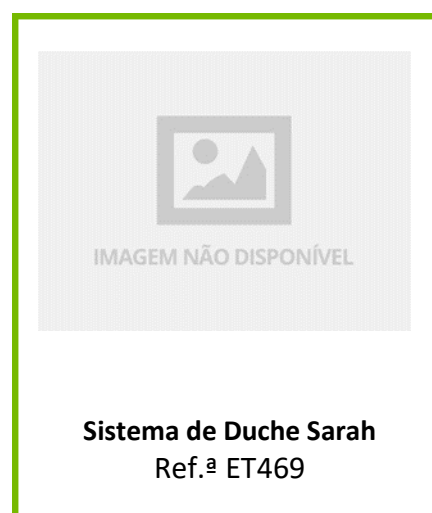 IMAGEM NÃO DISPONÍVEL
Sistema de Duche Sarah
Ref.ª ET469